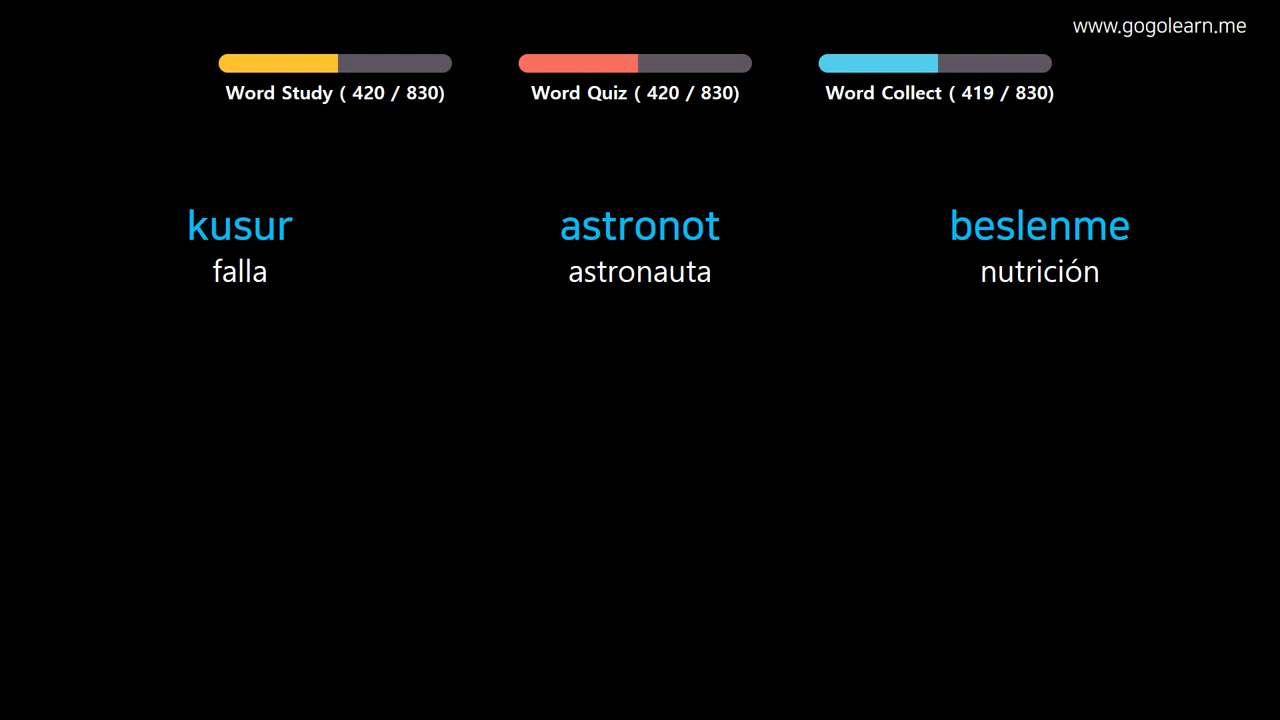 www.gogolearn.me
Word Study ( 420 / 830)
Word Quiz ( 420 / 830)
Word Collect ( 419 / 830)
kusur
falla
astronot
astronauta
beslenme
nutrición